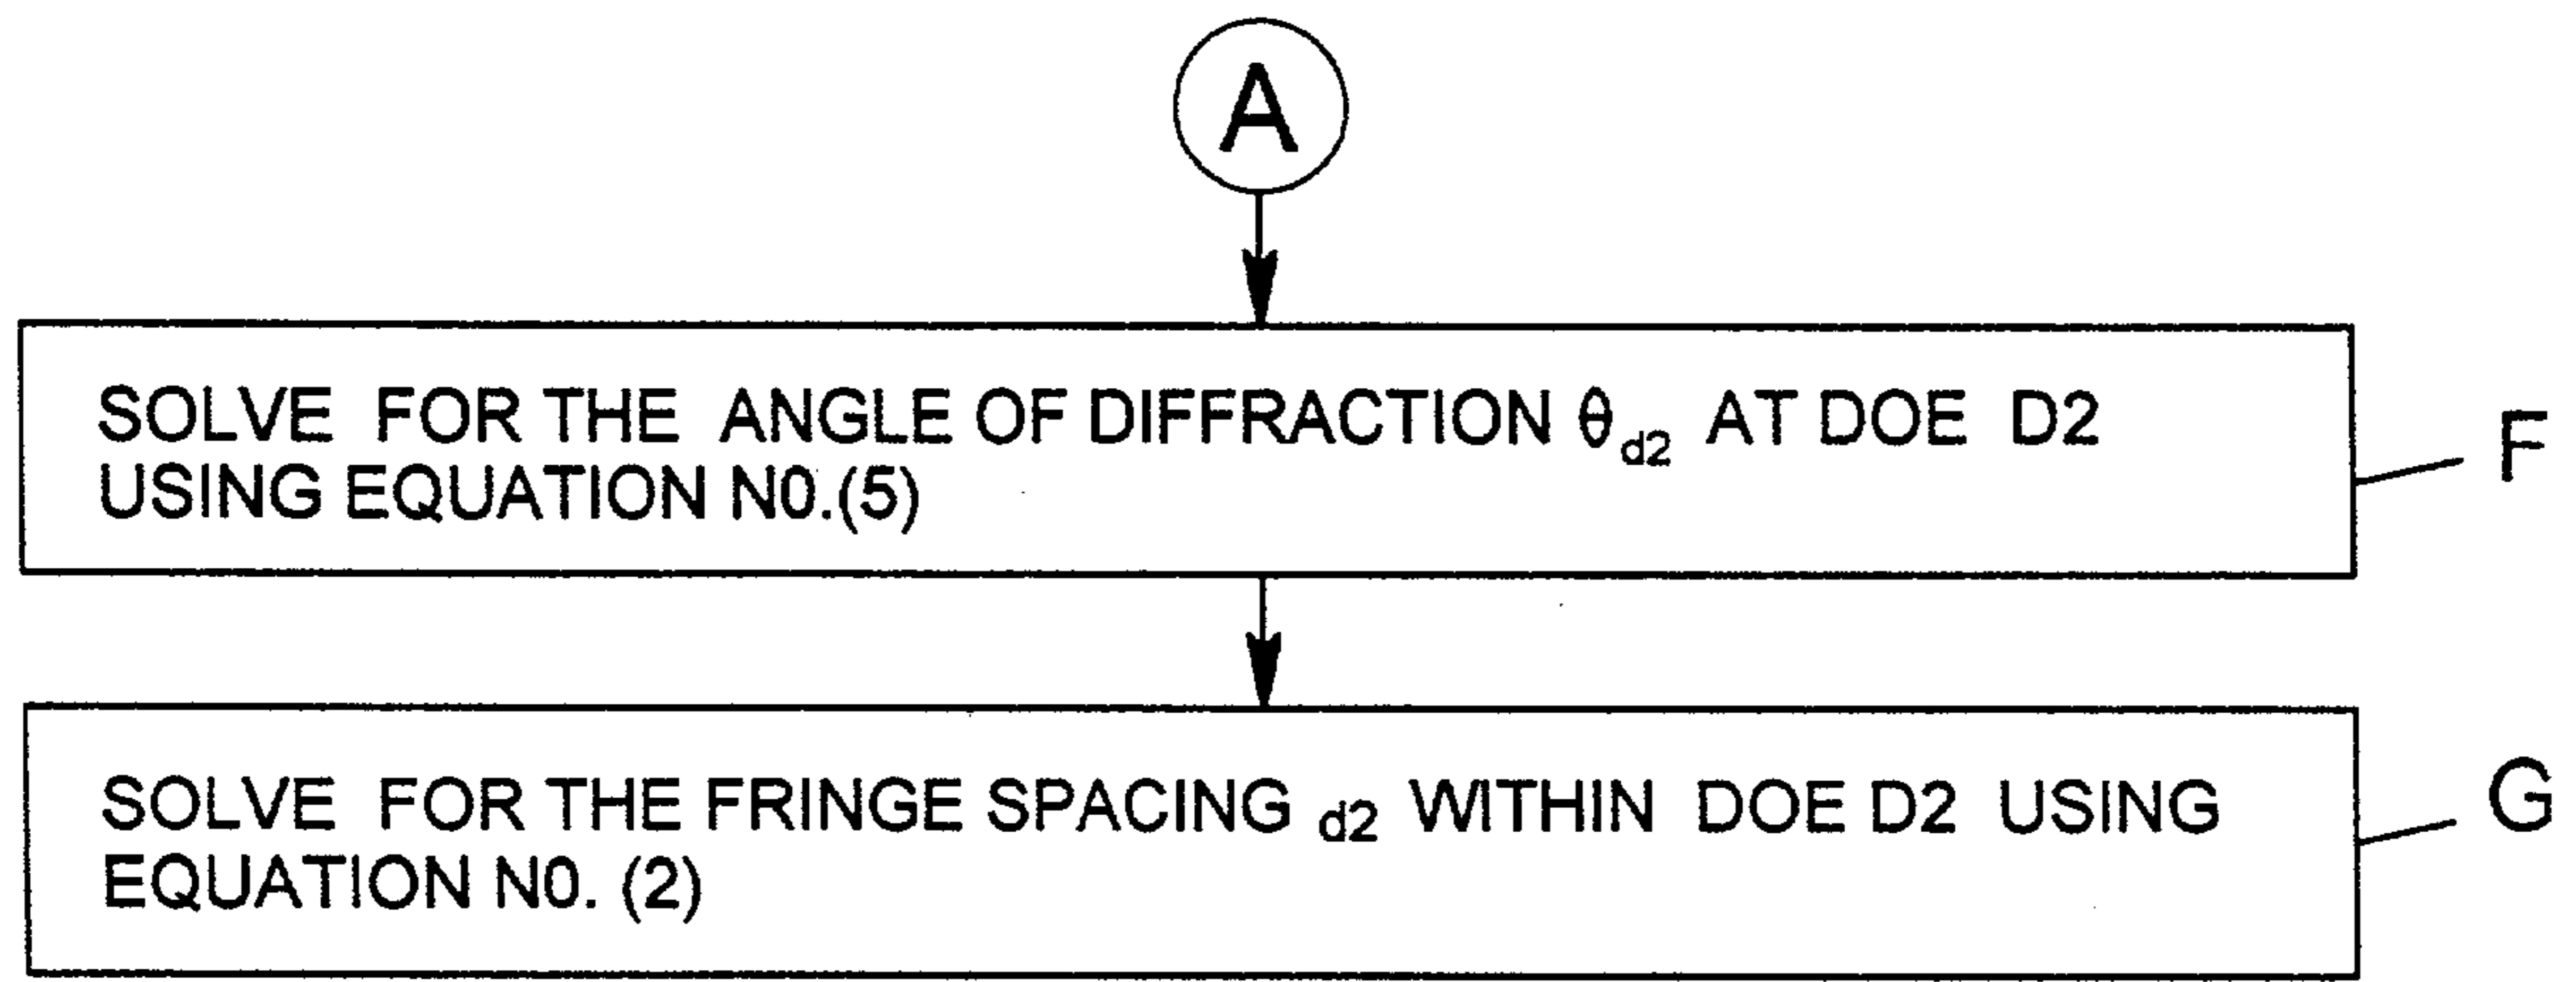 A
SOLVE FOR THE ANGLE OF DIFFRACTION θd2 AT DOE D2
USING EQUATION N0.(5)
F
SOLVE FOR THE FRINGE SPACING d2 WITHIN DOE D2 USING
EQUATION N0. (2)
G